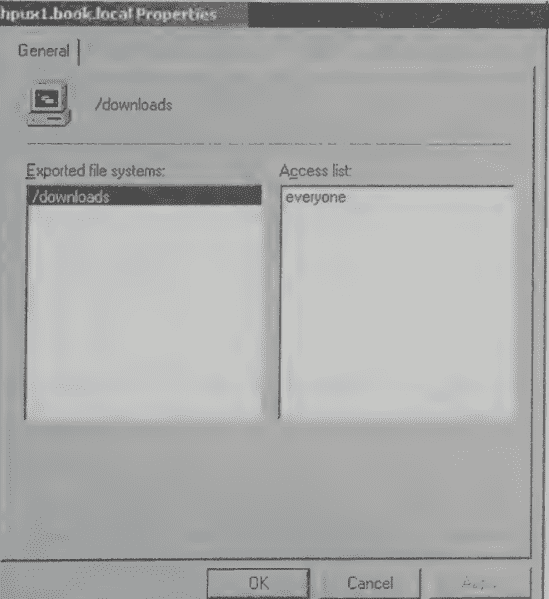 hpux1.book.local Properties
General
/downloads
Exported file systems:
/downloads
Access list:
everyone
OK
Cancel